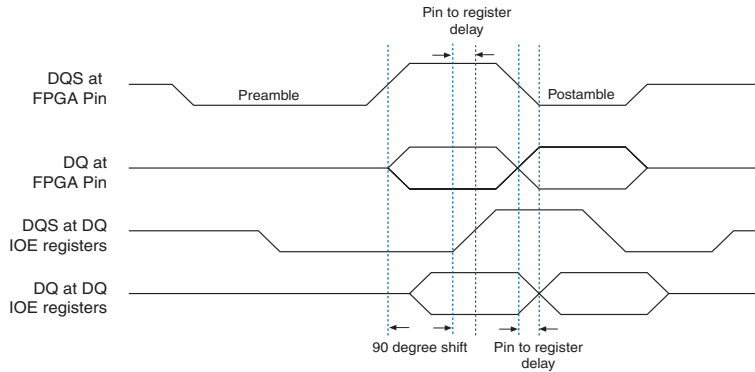 Pin to register
delay
DQS at
FPGA Pin
Preamble
Postamble
DQ at
FPGA Pin
DQS at DQ
IOE registers
DQ at DQ
IOE registers
90 degree shift
Pin to register
delay